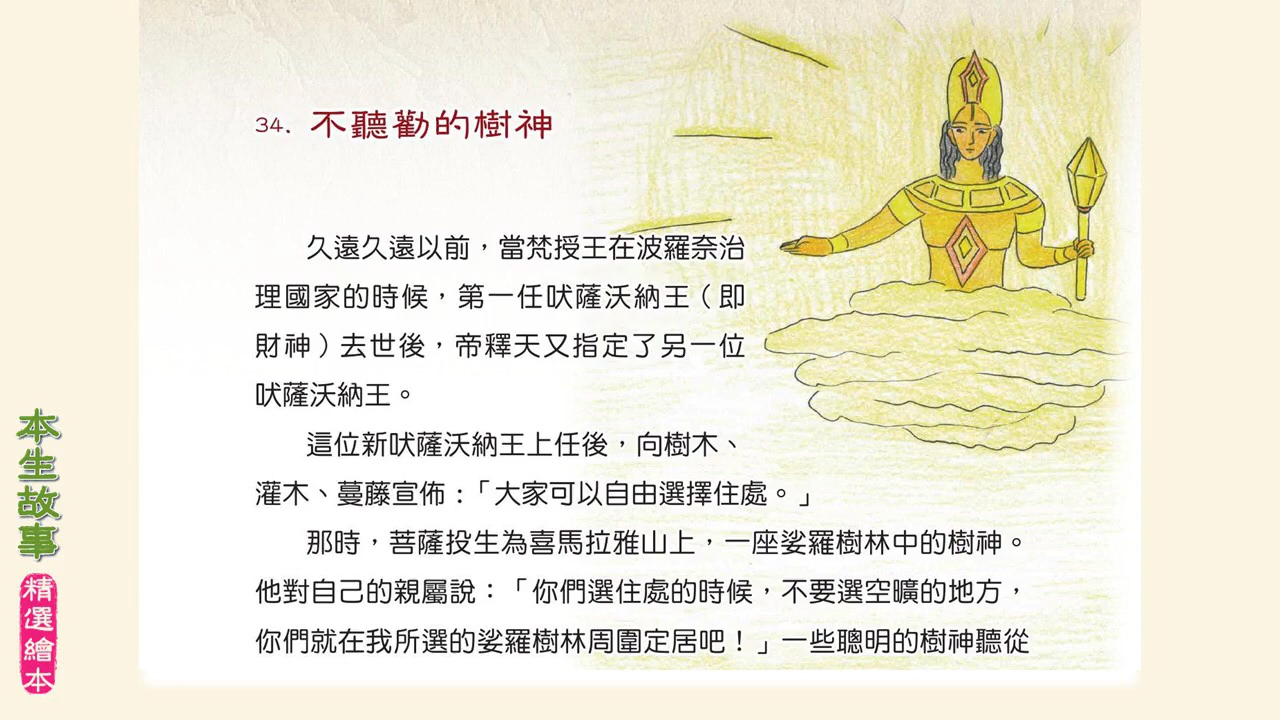 34. 不聽勸的樹神
久遠久遠以前，當梵授王在波羅奈治
理國家的時候，第一任吠薩沃納王（即
財神）去世後，帝釋天又指定了另一位
吠薩沃納王。
這位新吠薩沃納王上任後，向樹木、
灌木、蔓藤宣佈：「大家可以自由選擇住處。」
那時，菩薩投生為喜馬拉雅山上，一座娑羅樹林中的樹神。
他對自己的親屬說：「你們選住處的時候，不要選空曠的地方，
你們就在我所選的娑羅樹林周圍定居吧！」一些聰明的樹神聽從
本生故事
精選繪本